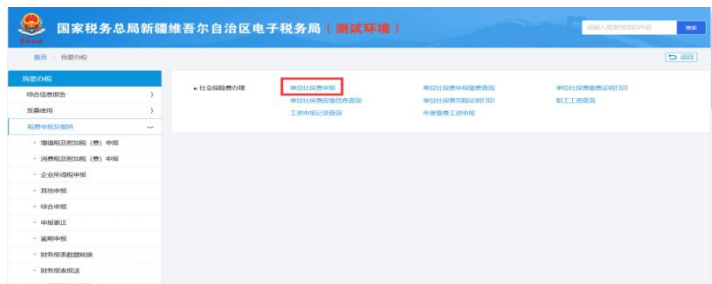 国家税务总局新疆维吾尔自治区电子税务局（测试环境）
搜索
首页 我要办税
返回
我要办税
综合信息报告
发票使用
税费申报及缴纳
增值税及附加税（费）申报
消费税及附加税（费）申报
企业所得税申报
其他申报
综合申报
申报更正
逾期申报
财务报表数据转换
财务报表报送
社会保险费办理
单位社保费申报 单位社保费申报缴费查询 单位社保费缴费证明打印
单位社保费应缴信息查询 单位社保费完税证明打印 职工工资查询
工资申报记录查询 年度缴费工资申报